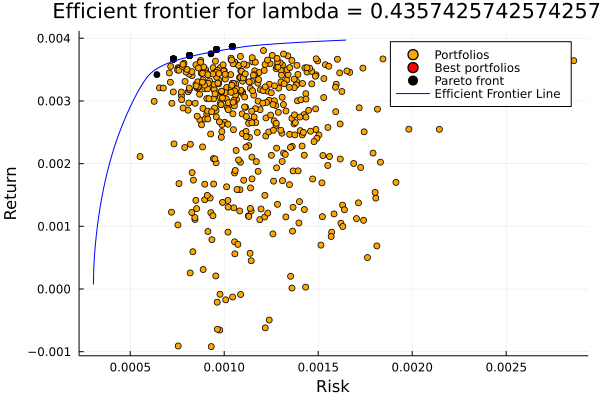 Efficient frontier for lambda = 0.4357425742574257
0.004
0.003
0.002
0.001
0.000
−0.001
Return
Portfolios
Best portfolios
Pareto front
Efficient Frontier Line
0.0005
0.0010
0.0015
0.0020
0.0025
Risk